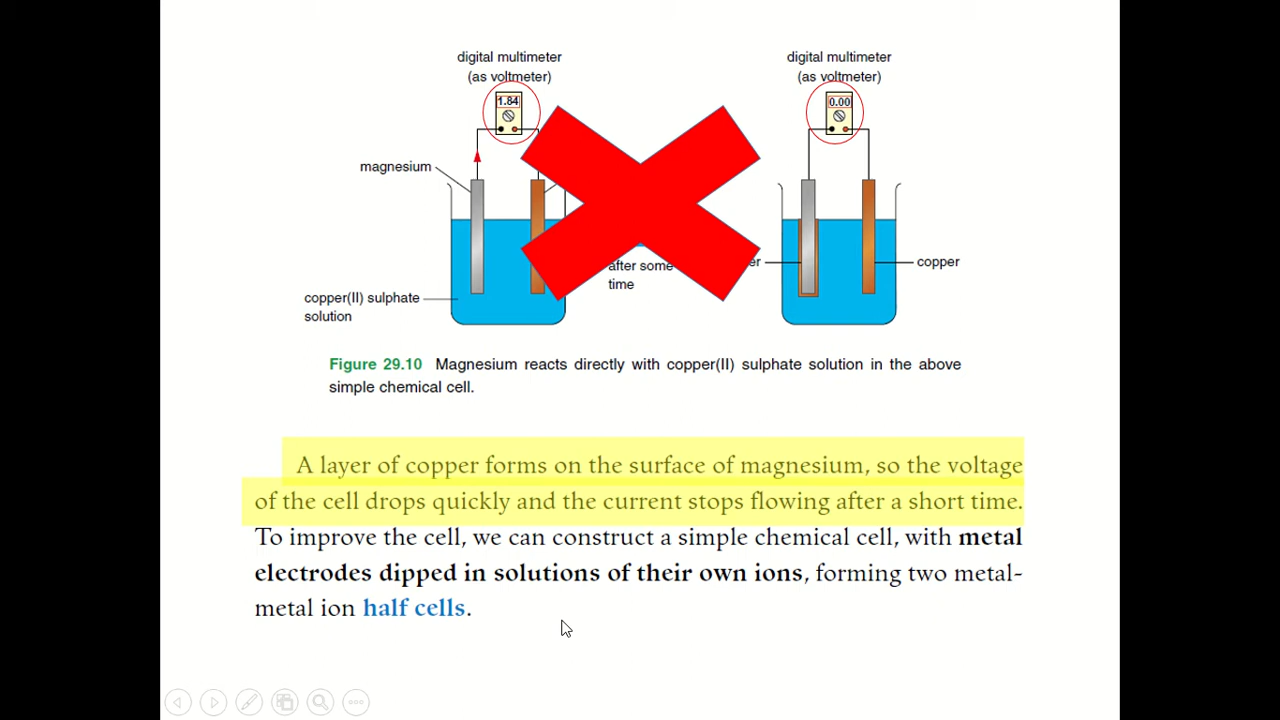 digital multimeter
(as voltmeter)
digital multimeter
(as voltmeter)
1.84
0.00
magnesium
after some
time
er
copper
copper(II) sulphate
solution
Figure 29.10 Magnesium reacts directly with copper(II) sulphate solution in the above
simple chemical cell.
A layer of copper forms on the surface of magnesium, so the voltage
of the cell drops quickly and the current stops flowing after a short time.
To improve the cell, we can construct a simple chemical cell, with metal
electrodes dipped in solutions of their own ions, forming two metal-
metal ion half cells.